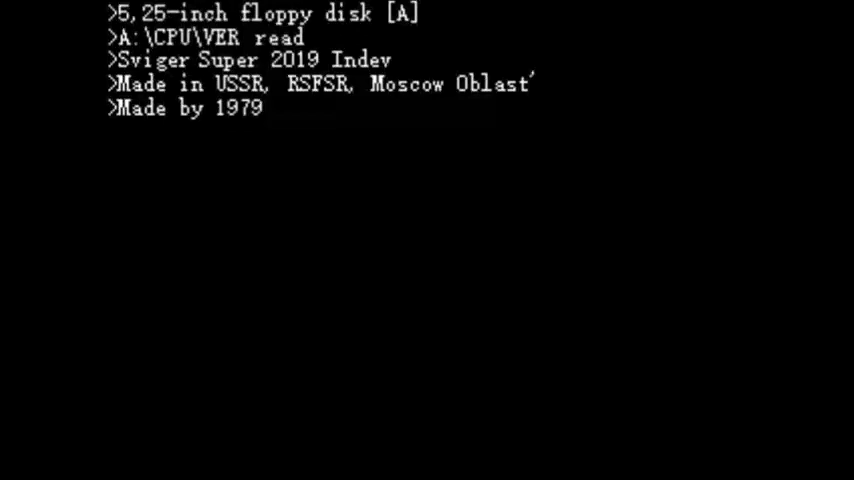 >5,25-inch floppy disk [A]
>A:\CPU\VER read
>Sviger Super 2019 Indev
>Made in USSR, RSFSR, Moscow Oblast'
>Made by 1979